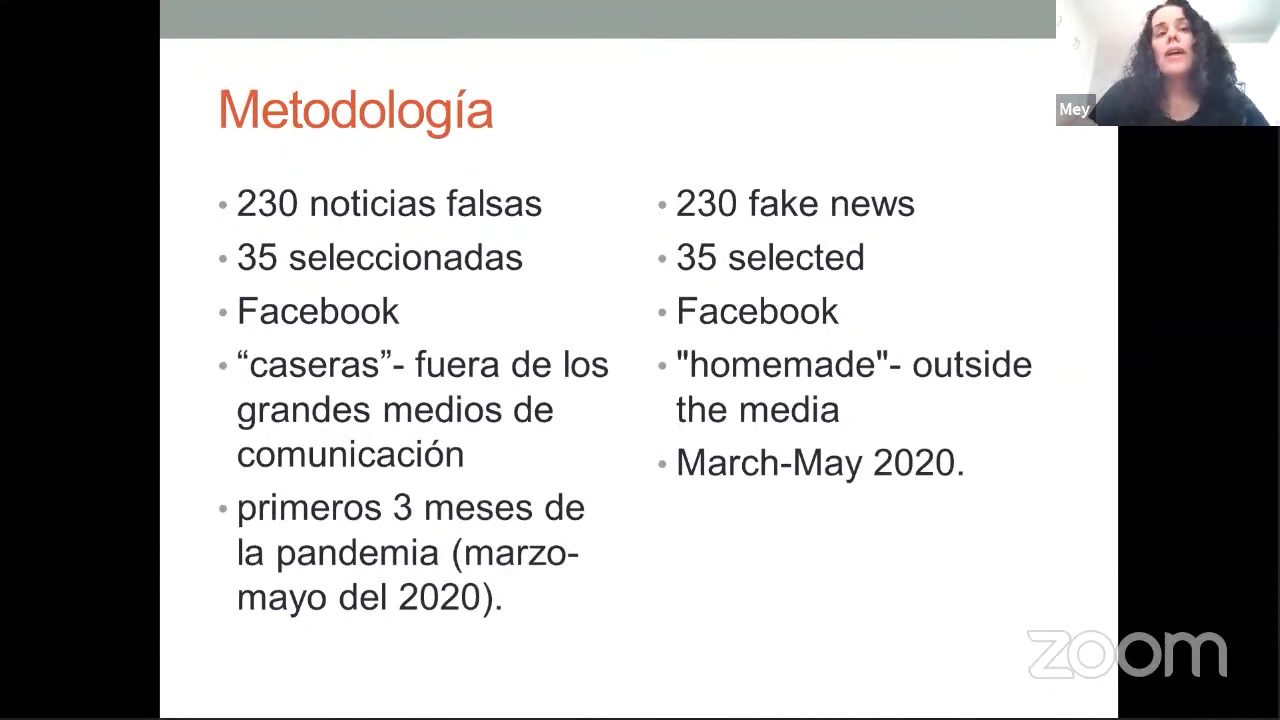 Metodología
• 230 noticias falsas
• 35 seleccionadas
• Facebook
• “caseras”- fuera de los
grandes medios de
comunicación
• primeros 3 meses de
la pandemia (marzo-
mayo del 2020).
• 230 fake news
• 35 selected
• Facebook
• "homemade"- outside
the media
• March-May 2020.
Mey
zoom